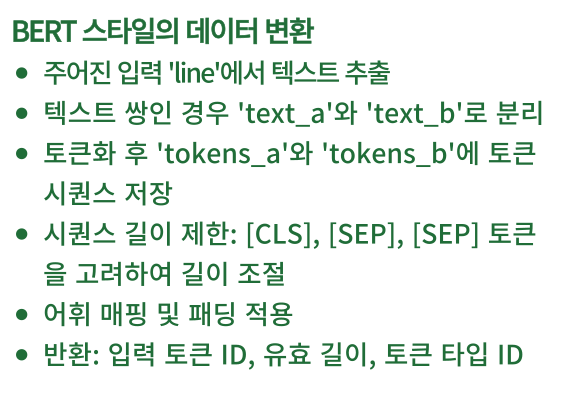 BERT 스타일의 데이터 변환
• 주어진 입력 'line'에서 텍스트 추출
• 텍스트 쌍인 경우 'text_a'와 'text_b'로 분리
• 토큰화 후 'tokens_a'와 'tokens_b'에 토큰
시퀀스 저장
• 시퀀스 길이 제한: [CLS], [SEP], [SEP] 토큰
을 고려하여 길이 조절
• 어휘 매핑 및 패딩 적용
• 반환: 입력 토큰 ID, 유효 길이, 토큰 타입 ID